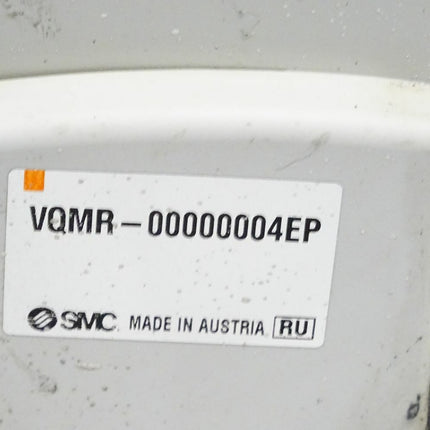 VQMR-00000004EP
SMC MADE IN AUSTRIA RU